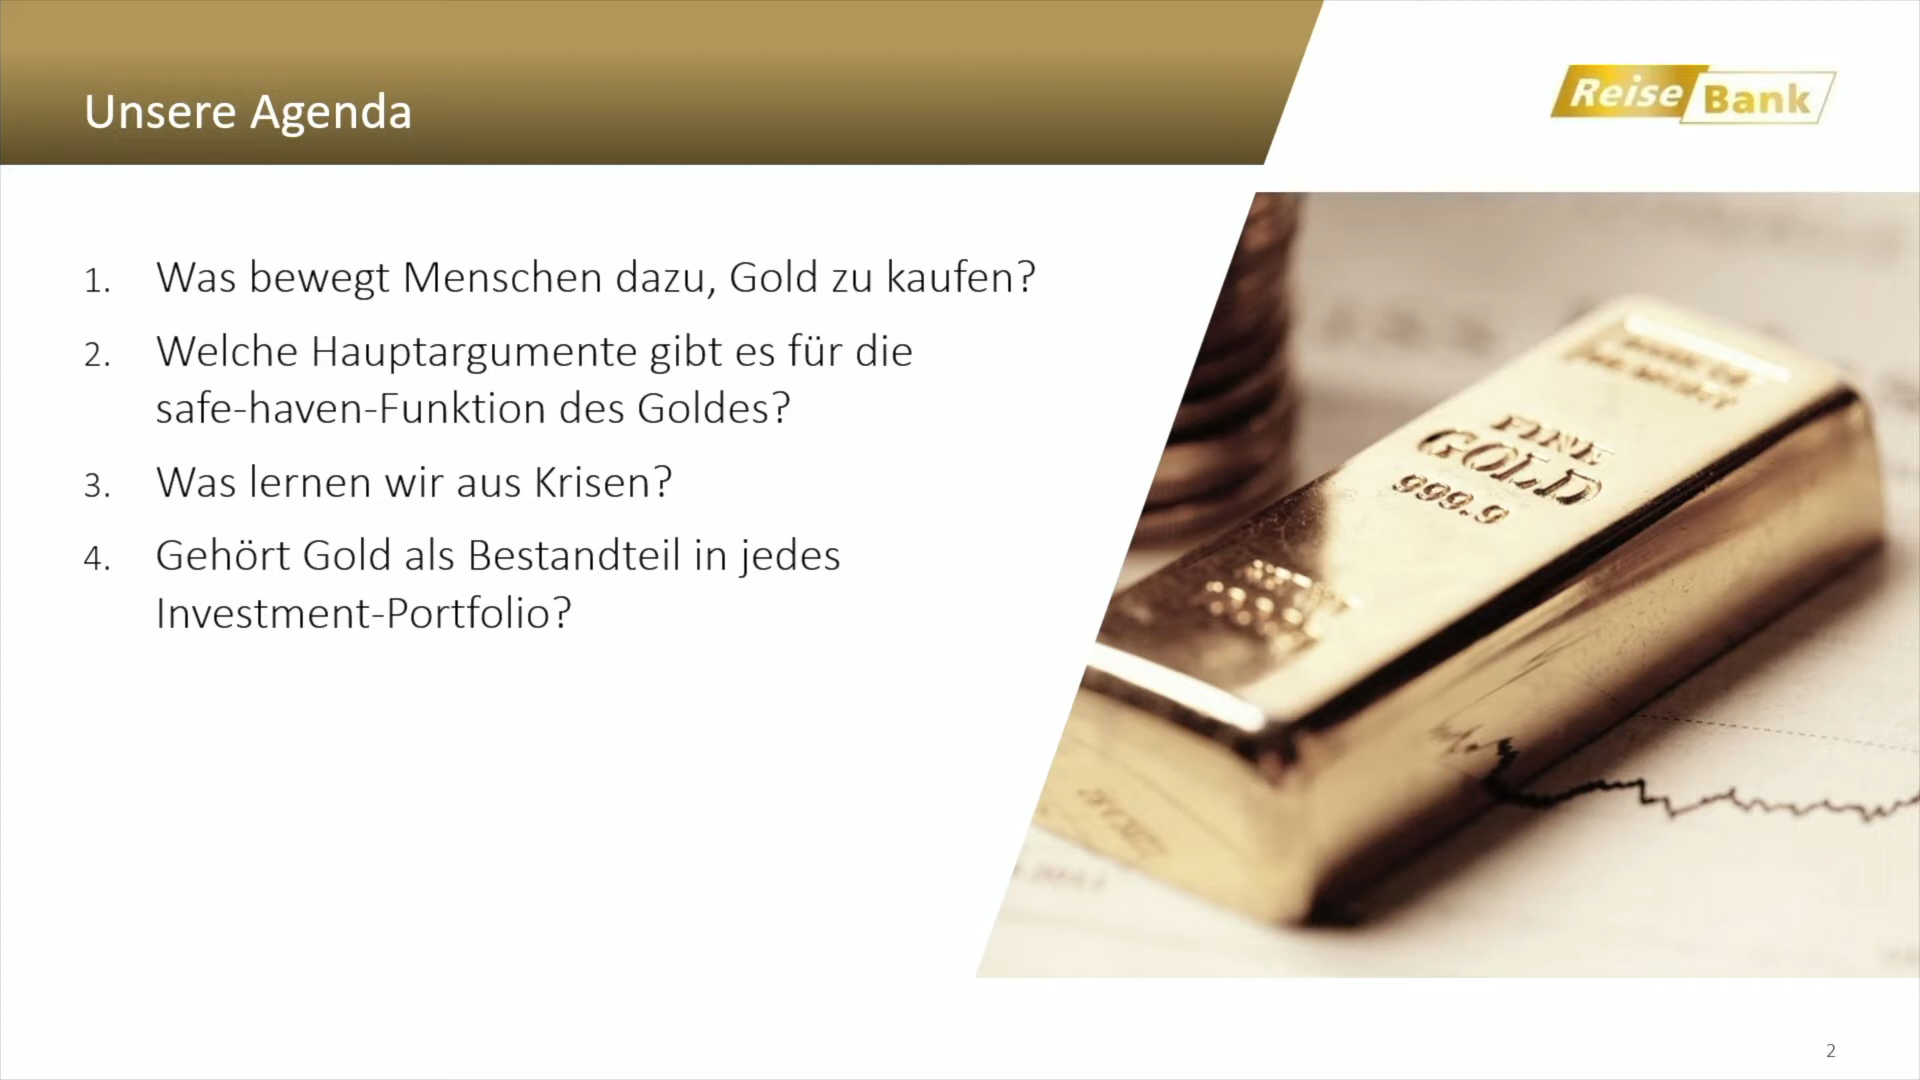 Unsere Agenda
Reise Bank
1. Was bewegt Menschen dazu, Gold zu kaufen?
2. Welche Hauptargumente gibt es für die
safe-haven-Funktion des Goldes?
3. Was lernen wir aus Krisen?
4. Gehört Gold als Bestandteil in jedes
Investment-Portfolio?
FINE
GOLD
999.9
2